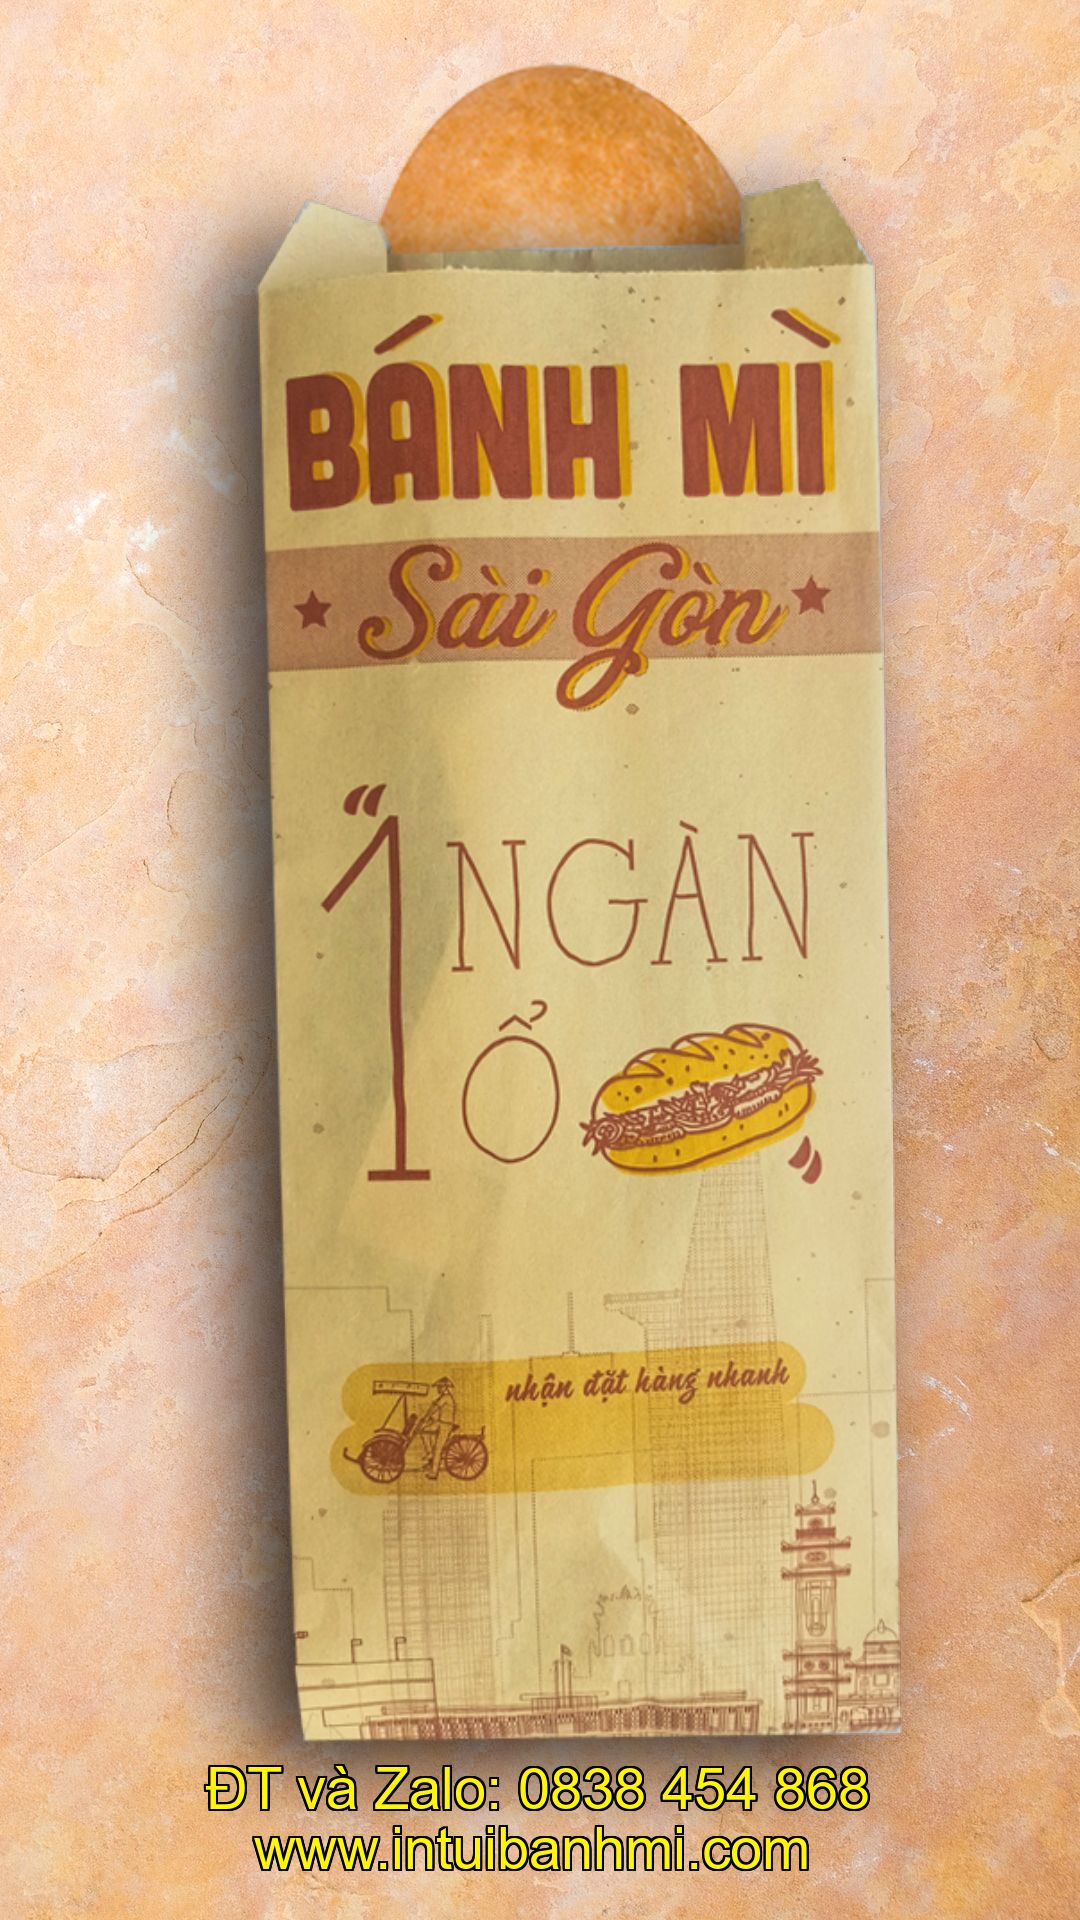 BÁNH MÌ
Sài Gòn
"1 NGÀN
Ổ "
nhận đặt hàng nhanh
ĐT và Zalo: 0838 454 868
www.intuibanhmi.com